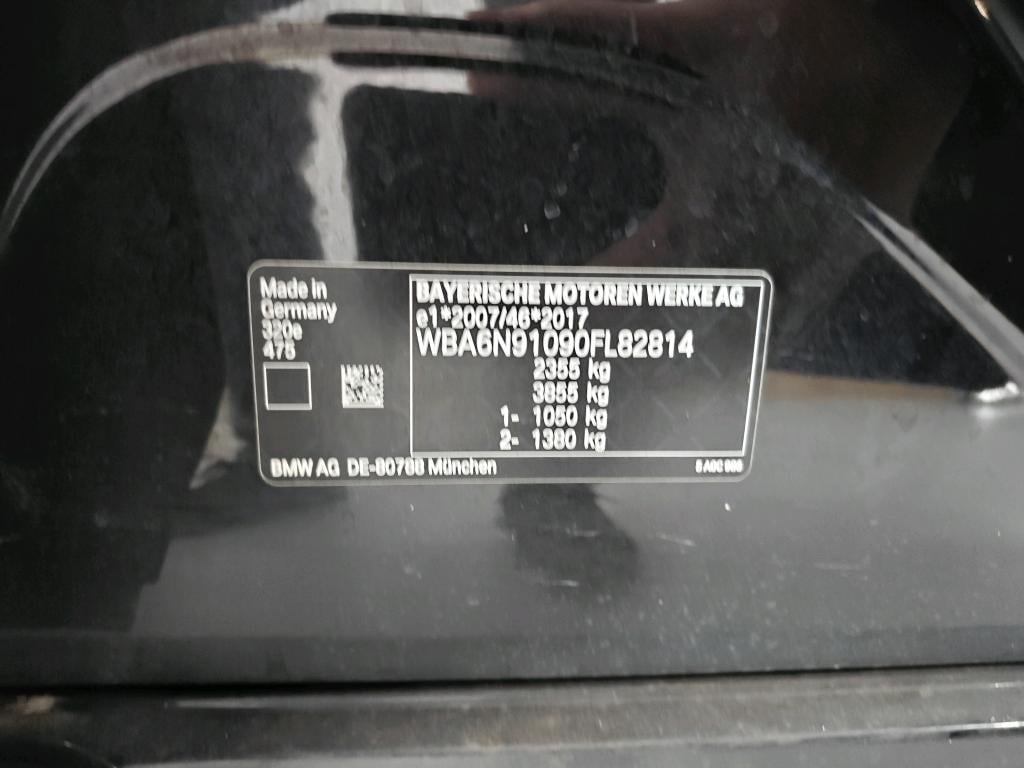 Made in
Germany
320e
475
BAYERISCHE MOTOREN WERKE AG
e1*2007/46*2017
WBA6N91090FL82814
2355 kg
3855 kg
1- 1050 kg
2- 1380 kg
BMW AG DE-80788 München